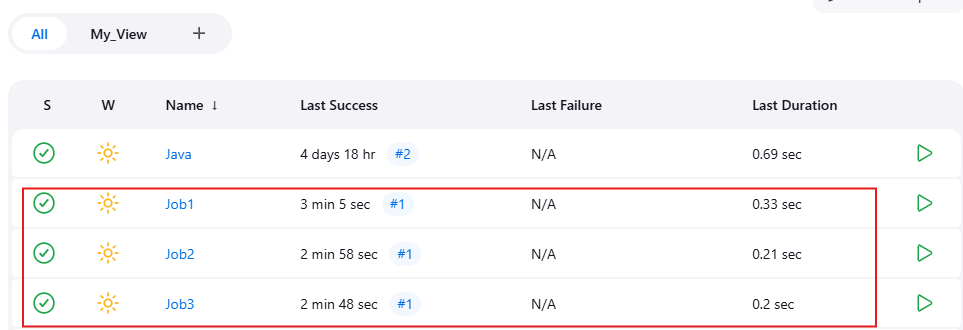 All My_View +
S W Name ↓ Last Success Last Failure Last Duration
Java 4 days 18 hr #2 N/A 0.69 sec
Job1 3 min 5 sec #1 N/A 0.33 sec
Job2 2 min 58 sec #1 N/A 0.21 sec
Job3 2 min 48 sec #1 N/A 0.2 sec